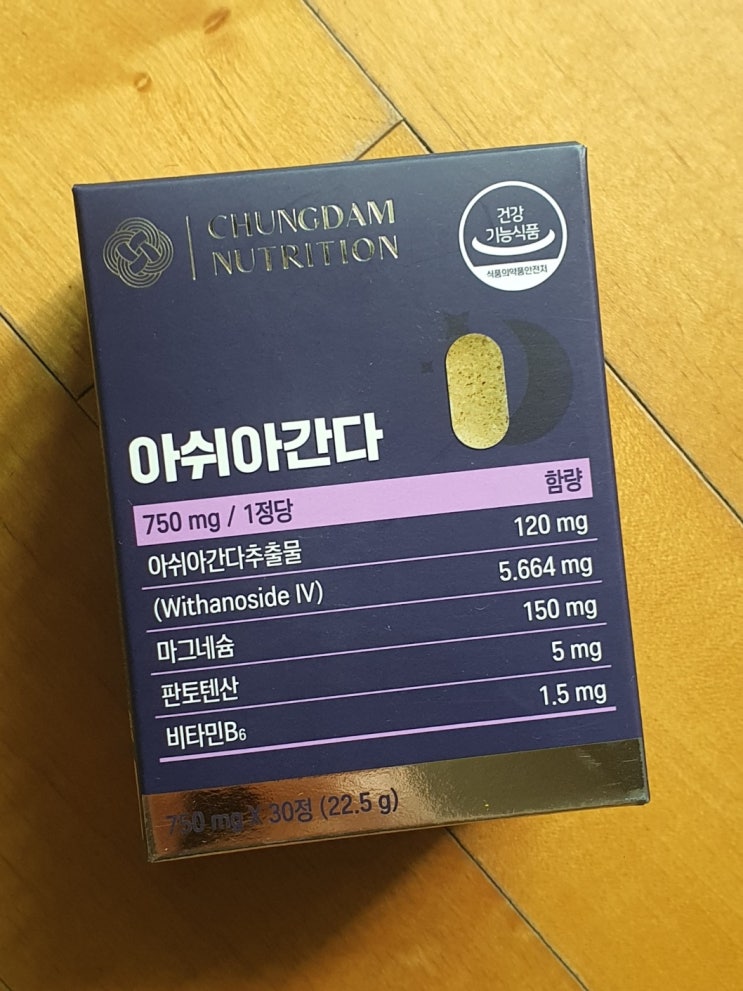 CHUNGDAM
NUTRITION
건강
기능식품
식품의약품안전처
아쉬아간다
750 mg / 1정당 함량
아쉬아간다추출물 120 mg
(Withanoside IV) 5.664 mg
마그네슘 150 mg
판토텐산 5 mg
비타민B₆ 1.5 mg
750 mg x 30정 (22.5 g)